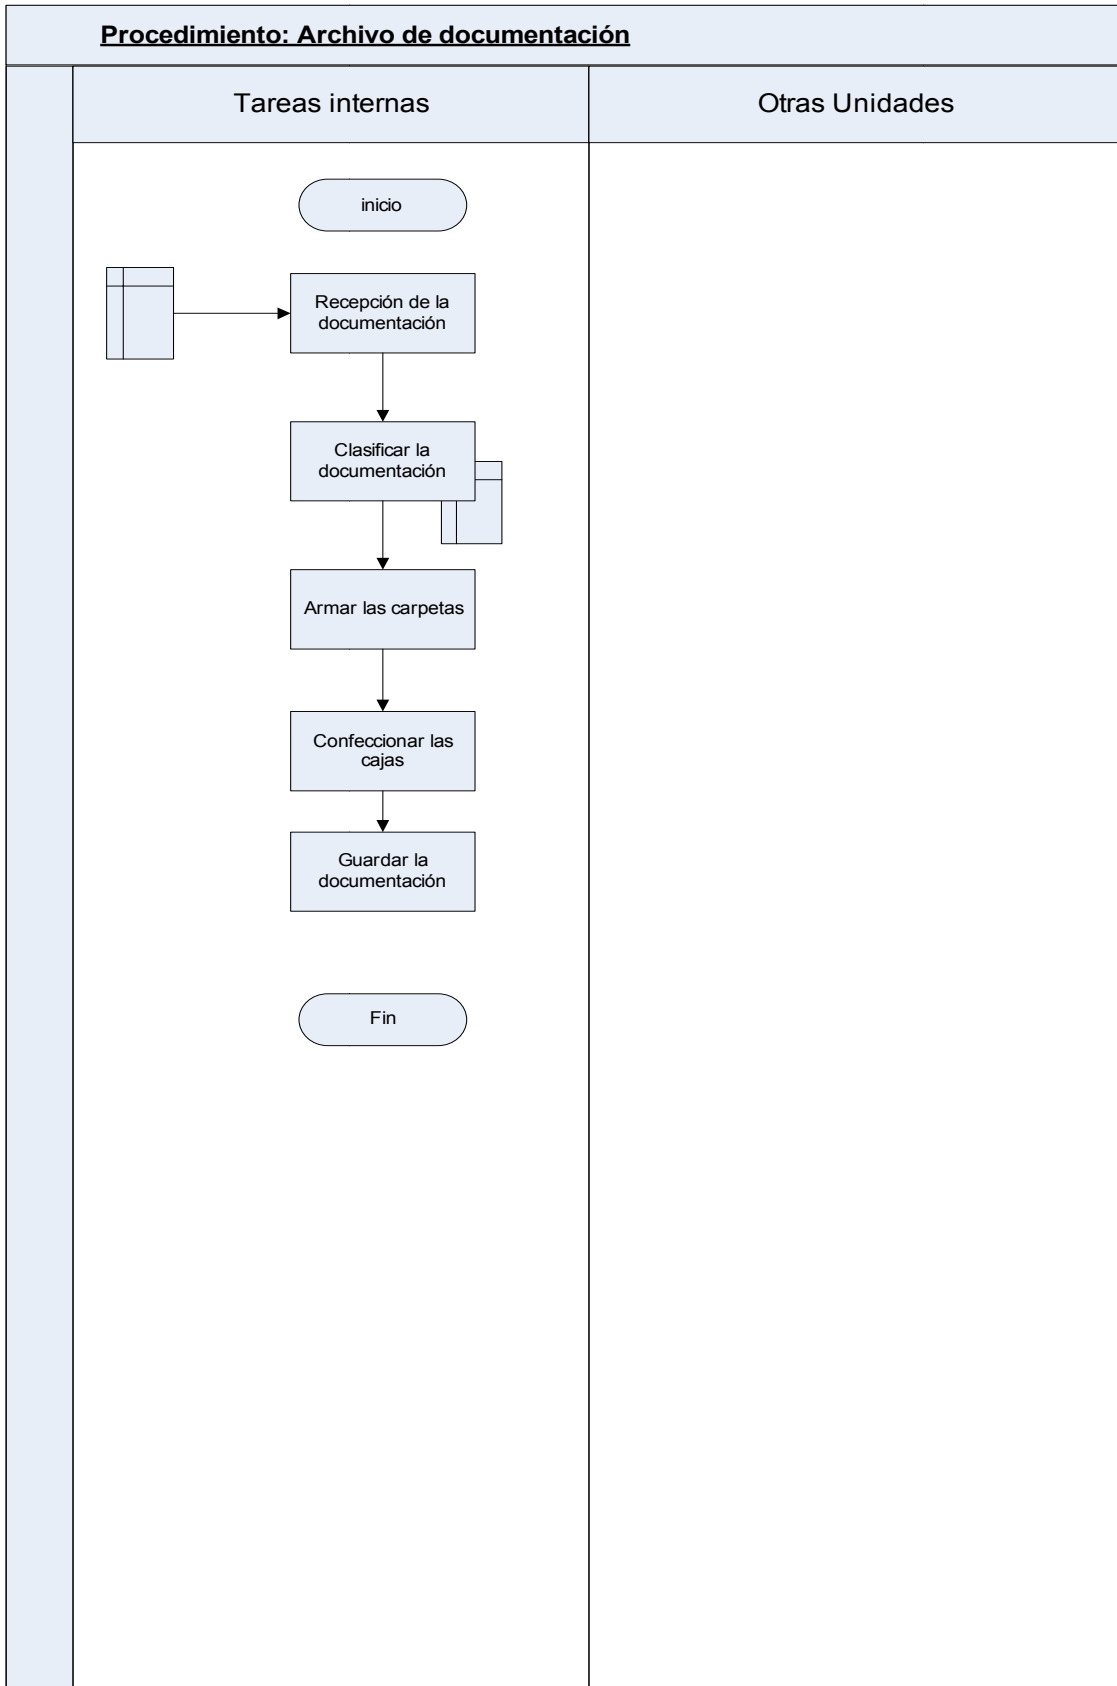 Procedimiento: Archivo de documentación
Tareas internas
Otras Unidades
inicio
Recepción de la
documentación
Clasificar la
documentación
Armar las carpetas
Confeccionar las
cajas
Guardar la
documentación
Fin